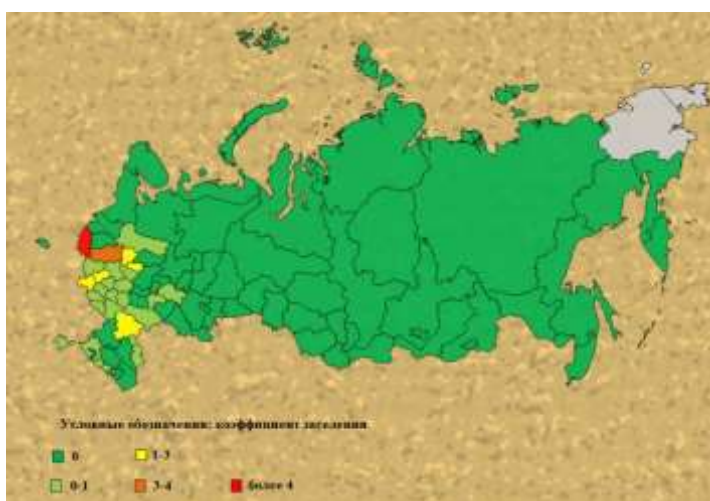 Условные обозначения: коэффициент заселения
0 1-3
0-1 3-4 более 4